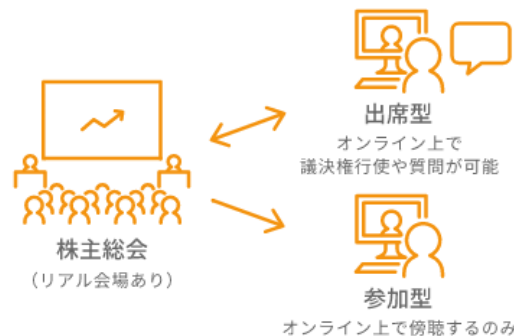 出席型
オンライン上で
議決権行使や質問が可能
株主総会
（リアル会場あり）
参加型
オンライン上で傍聴するのみ